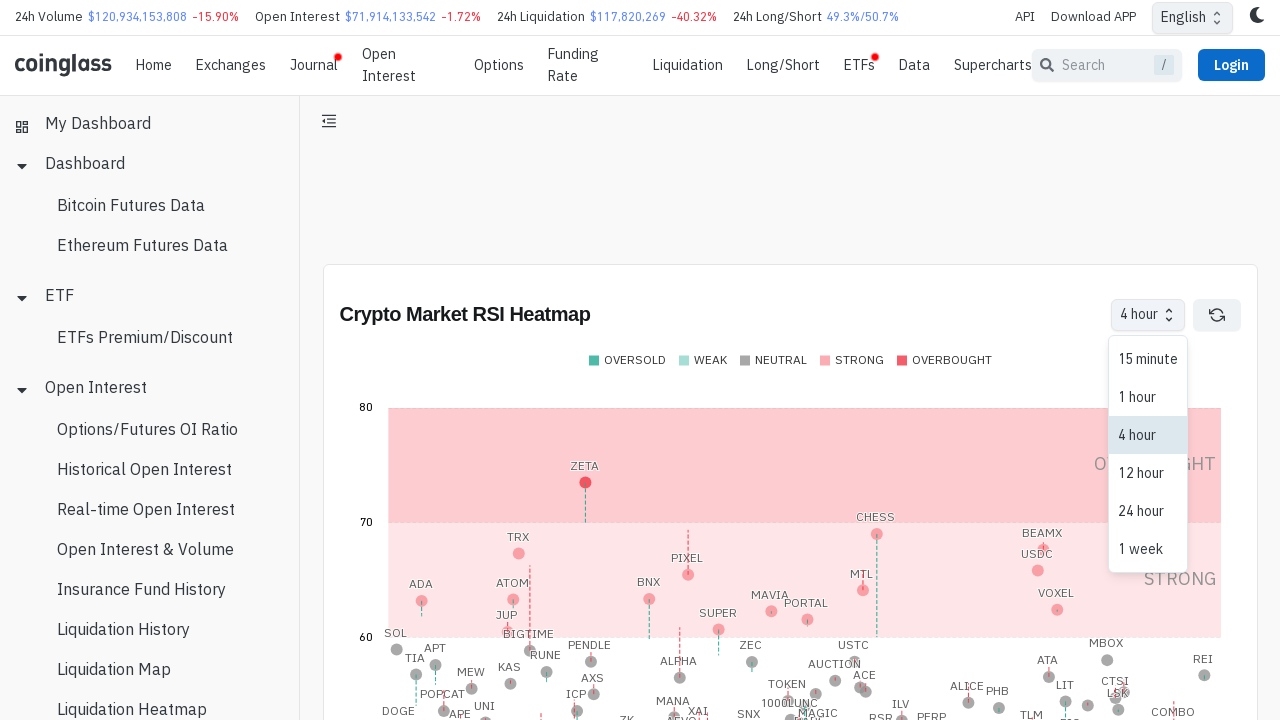 24h Volume $120,934,153,808 -15.90% Open Interest $71,914,133,542 -1.72% 24h Liquidation $117,820,269 -40.32% 24h Long/Short 49.3%/50.7% API Download APP English
coinglass Home Exchanges Journal Open Interest Options Funding Rate Liquidation Long/Short ETFs Data Supercharts Search / Login
My Dashboard
Dashboard
Bitcoin Futures Data
Ethereum Futures Data
ETF
ETFs Premium/Discount
Open Interest
Options/Futures OI Ratio
Historical Open Interest
Real-time Open Interest
Open Interest & Volume
Insurance Fund History
Liquidation History
Liquidation Map
Liquidation Heatmap
Crypto Market RSI Heatmap 4 hour
15 minute
1 hour
4 hour
12 hour
24 hour
1 week
OVERSOLD WEAK NEUTRAL STRONG OVERBOUGHT
80
ZETA
70
CHESS
TRX BEAMX
PIXEL USDC
STRONG
ADA ATOM BNX MTL VOXEL
MAVIA PORTAL
JUP SUPER
60
SOL BIGTIME PENDLE ZEC USTC MBOX
TIA APT RUNE ALPHA AUCTION ATA REI
MEW KAS AXS TOKEN ACE ALICE LIT CTSI
POPCAT ICP MANA 1000LUNC ILV PHB LSK
DOGE APE UNI XAI SNX MAGIC RSR PERP TLM COMBO